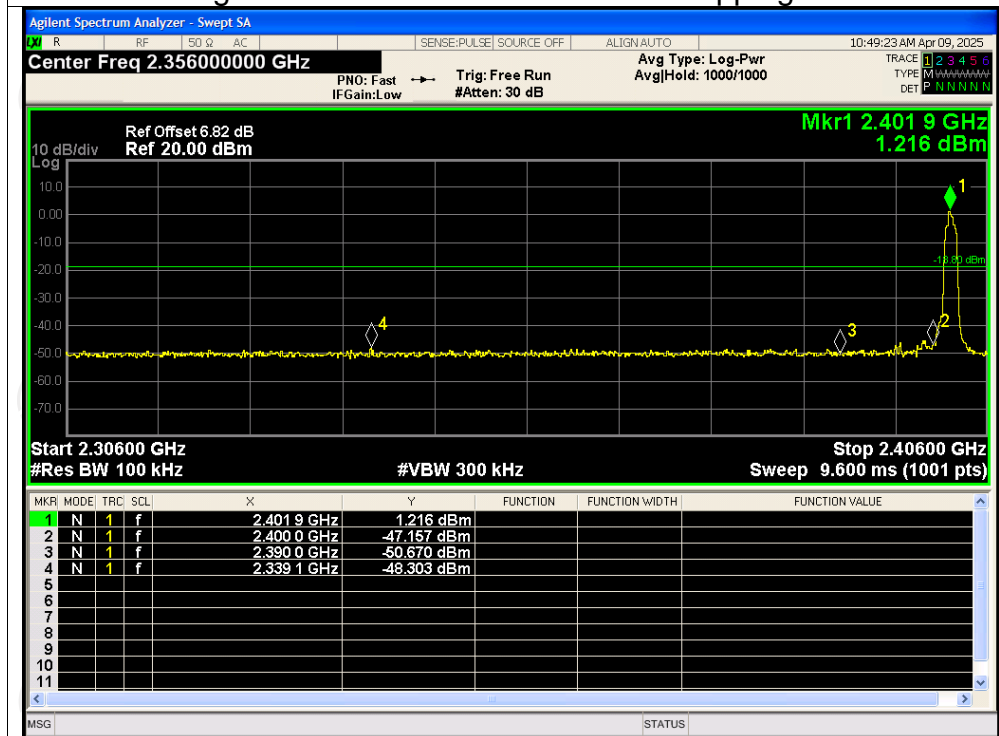 Agilent Spectrum Analyzer - Swept SA
LXI R RF 50 Ω AC SENSE:PULSE SOURCE OFF ALIGN AUTO 10:49:23 AM Apr 09, 2025
Center Freq 2.356000000 GHz
PNO: Fast
IFGain:Low
Trig: Free Run
#Atten: 30 dB
Avg Type: Log-Pwr
Avg|Hold: 1000/1000
TRACE 1 2 3 4 5 6
TYPE M
DET P N N N N N
Mkr1 2.401 9 GHz
1.216 dBm
Ref Offset 6.82 dB
10 dB/div Ref 20.00 dBm
Log
10.0
0.00
-10.0
-20.0
-30.0
-40.0
-50.0
-60.0
-70.0
1
2
3
4
Start 2.30600 GHz Stop 2.40600 GHz
#Res BW 100 kHz #VBW 300 kHz Sweep 9.600 ms (1001 pts)
MKR MODE TRC SCL X Y FUNCTION FUNCTION WIDTH FUNCTION VALUE
1 N 1 f 2.401 9 GHz 1.216 dBm
2 N 1 f 2.400 0 GHz -47.157 dBm
3 N 1 f 2.390 0 GHz -50.670 dBm
4 N 1 f 2.339 1 GHz -48.303 dBm
5
6
7
8
9
10
11
MSG STATUS